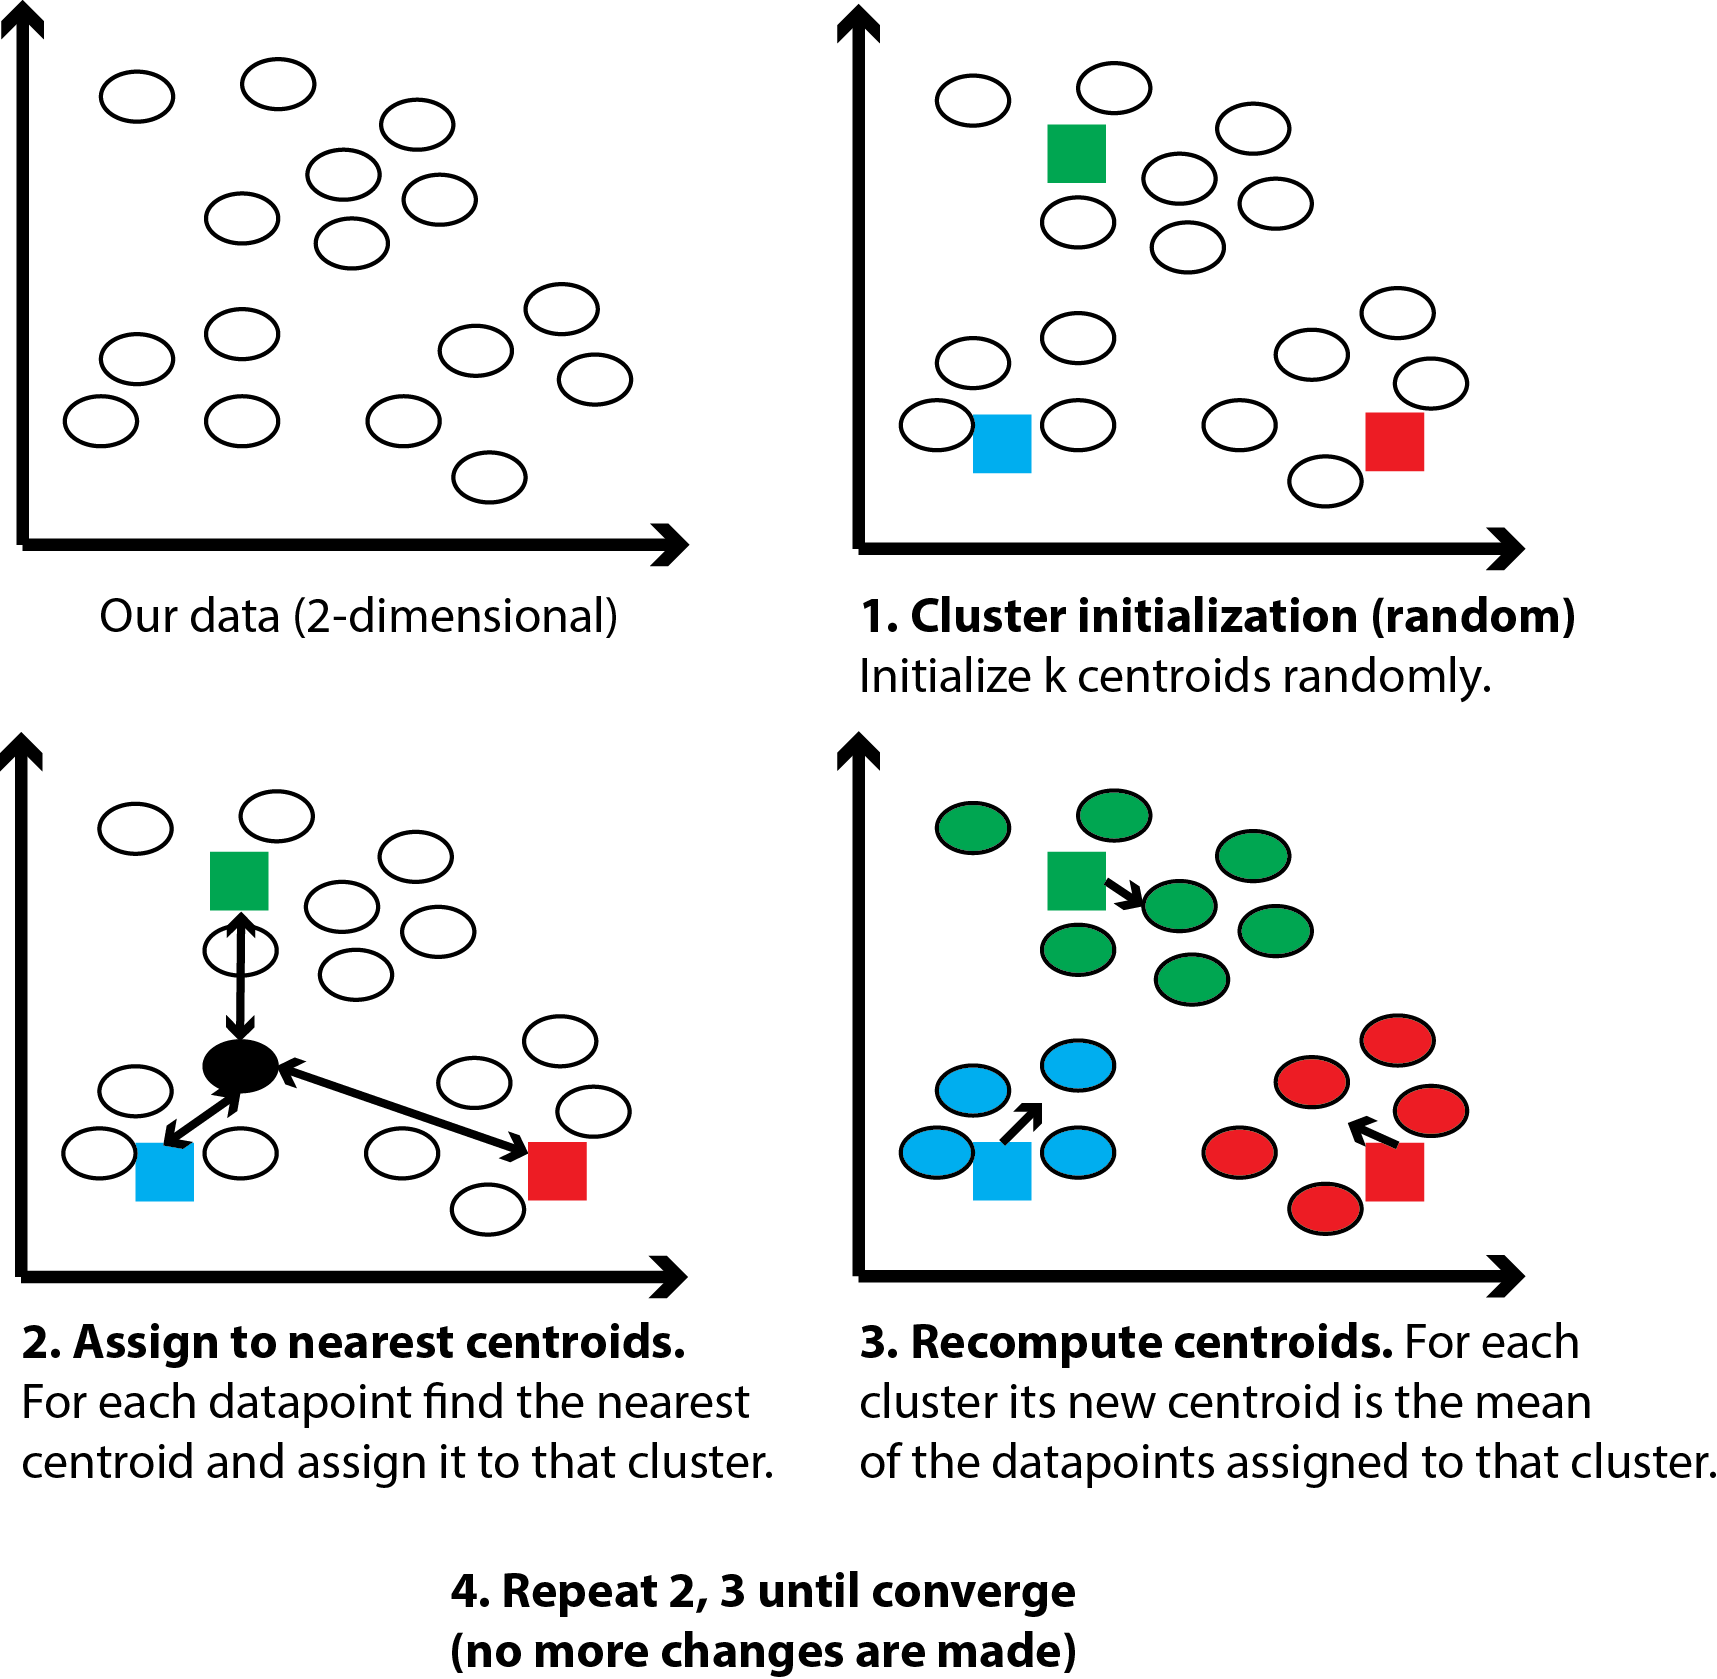 Our data (2-dimensional)
1. Cluster initialization (random)
Initialize k centroids randomly.
2. Assign to nearest centroids.
For each datapoint find the nearest
centroid and assign it to that cluster.
3. Recompute centroids. For each
cluster its new centroid is the mean
of the datapoints assigned to that cluster.
4. Repeat 2, 3 until converge
(no more changes are made)